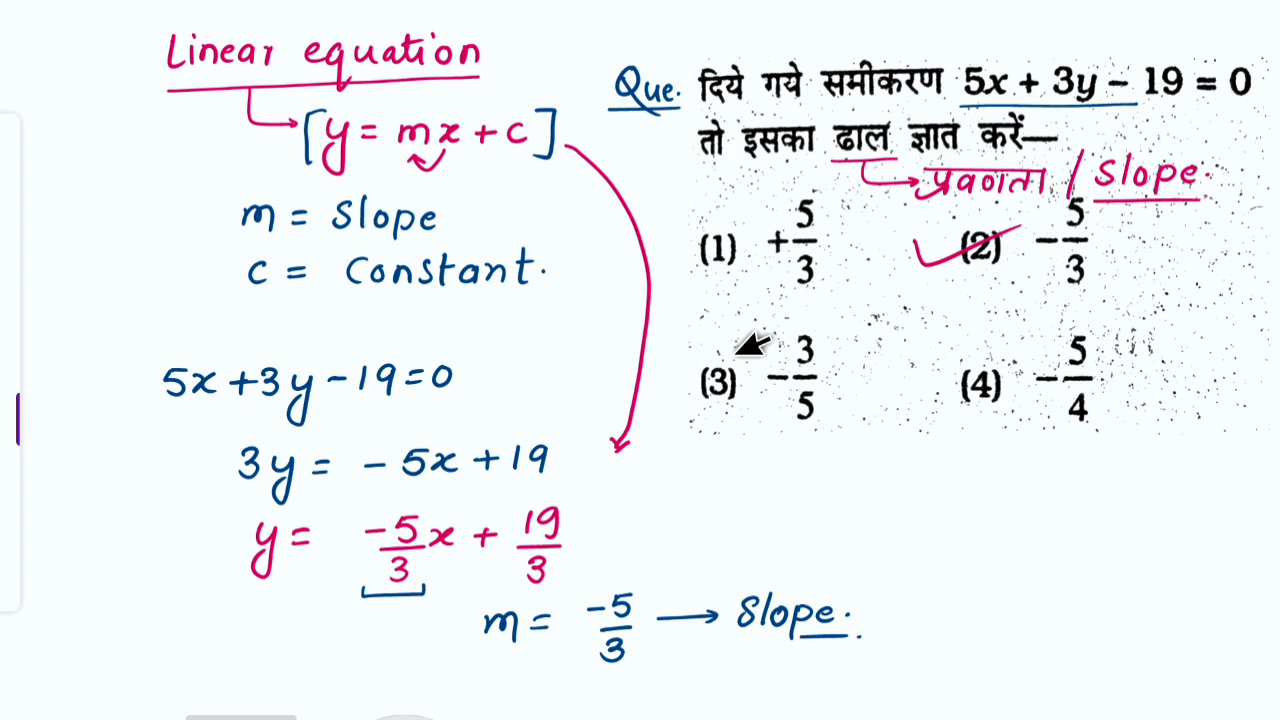 Linear equation
[y = mx + c]
m = Slope
c = Constant.
5x + 3y - 19 = 0
3y = - 5x + 19
y = -5/3 x + 19/3
m = -5/3 → Slope.
Que. दिये गये समीकरण 5x + 3y – 19 = 0
तो इसका ढाल ज्ञात करें—
प्रवणता / Slope.
(1) + 5/3 (2) – 5/3
(3) – 3/5 (4) – 5/4